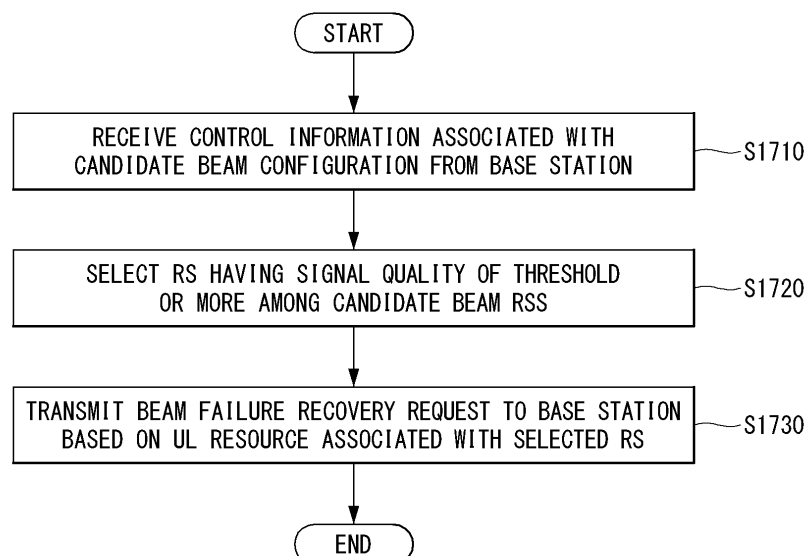 START
RECEIVE CONTROL INFORMATION ASSOCIATED WITH
CANDIDATE BEAM CONFIGURATION FROM BASE STATION
S1710
SELECT RS HAVING SIGNAL QUALITY OF THRESHOLD
OR MORE AMONG CANDIDATE BEAM RSS
S1720
TRANSMIT BEAM FAILURE RECOVERY REQUEST TO BASE STATION
BASED ON UL RESOURCE ASSOCIATED WITH SELECTED RS
S1730
END